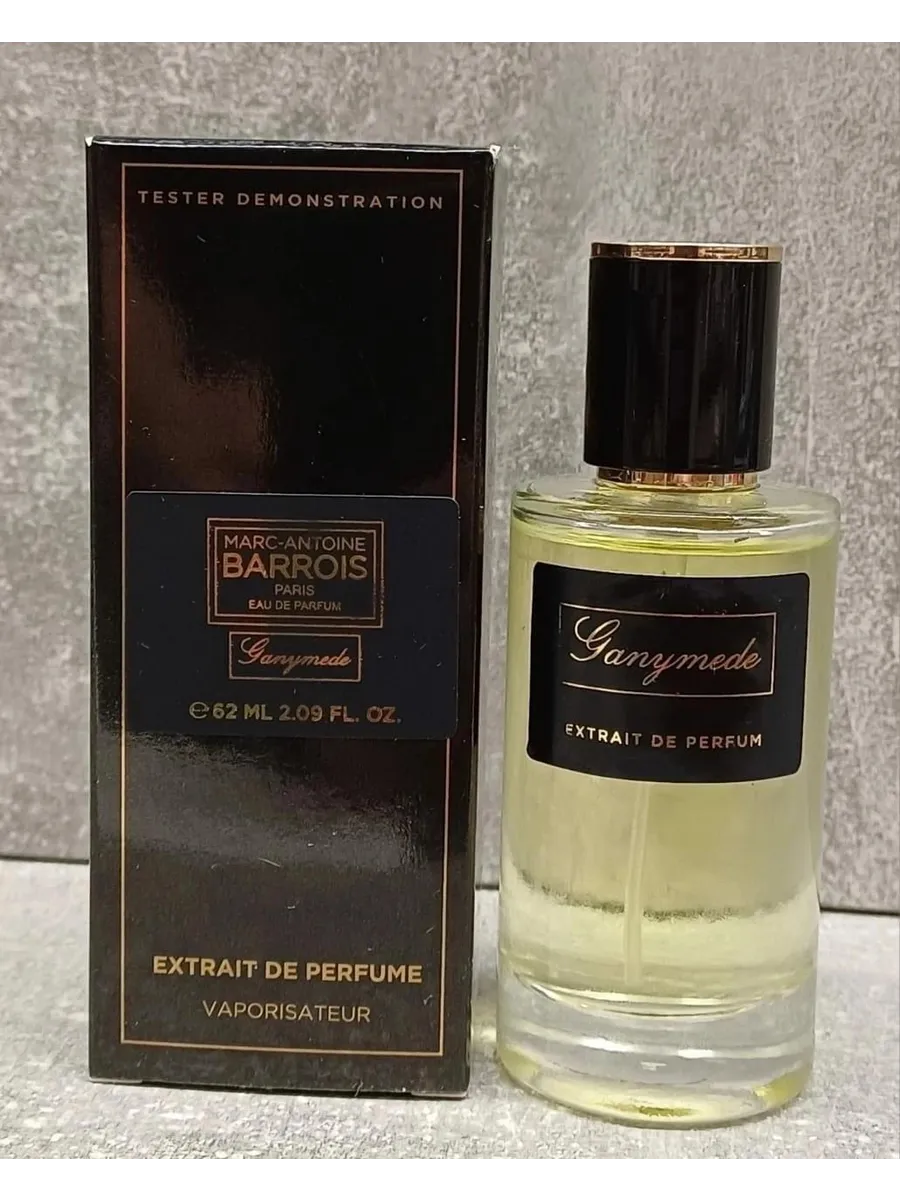 TESTER DEMONSTRATION
MARC-ANTOINE
BARROIS
PARIS
EAU DE PARFUM
Ganymede
℮62 ML 2.09 FL. OZ.
EXTRAIT DE PERFUME
VAPORISATEUR
Ganymede
EXTRAIT DE PERFUM